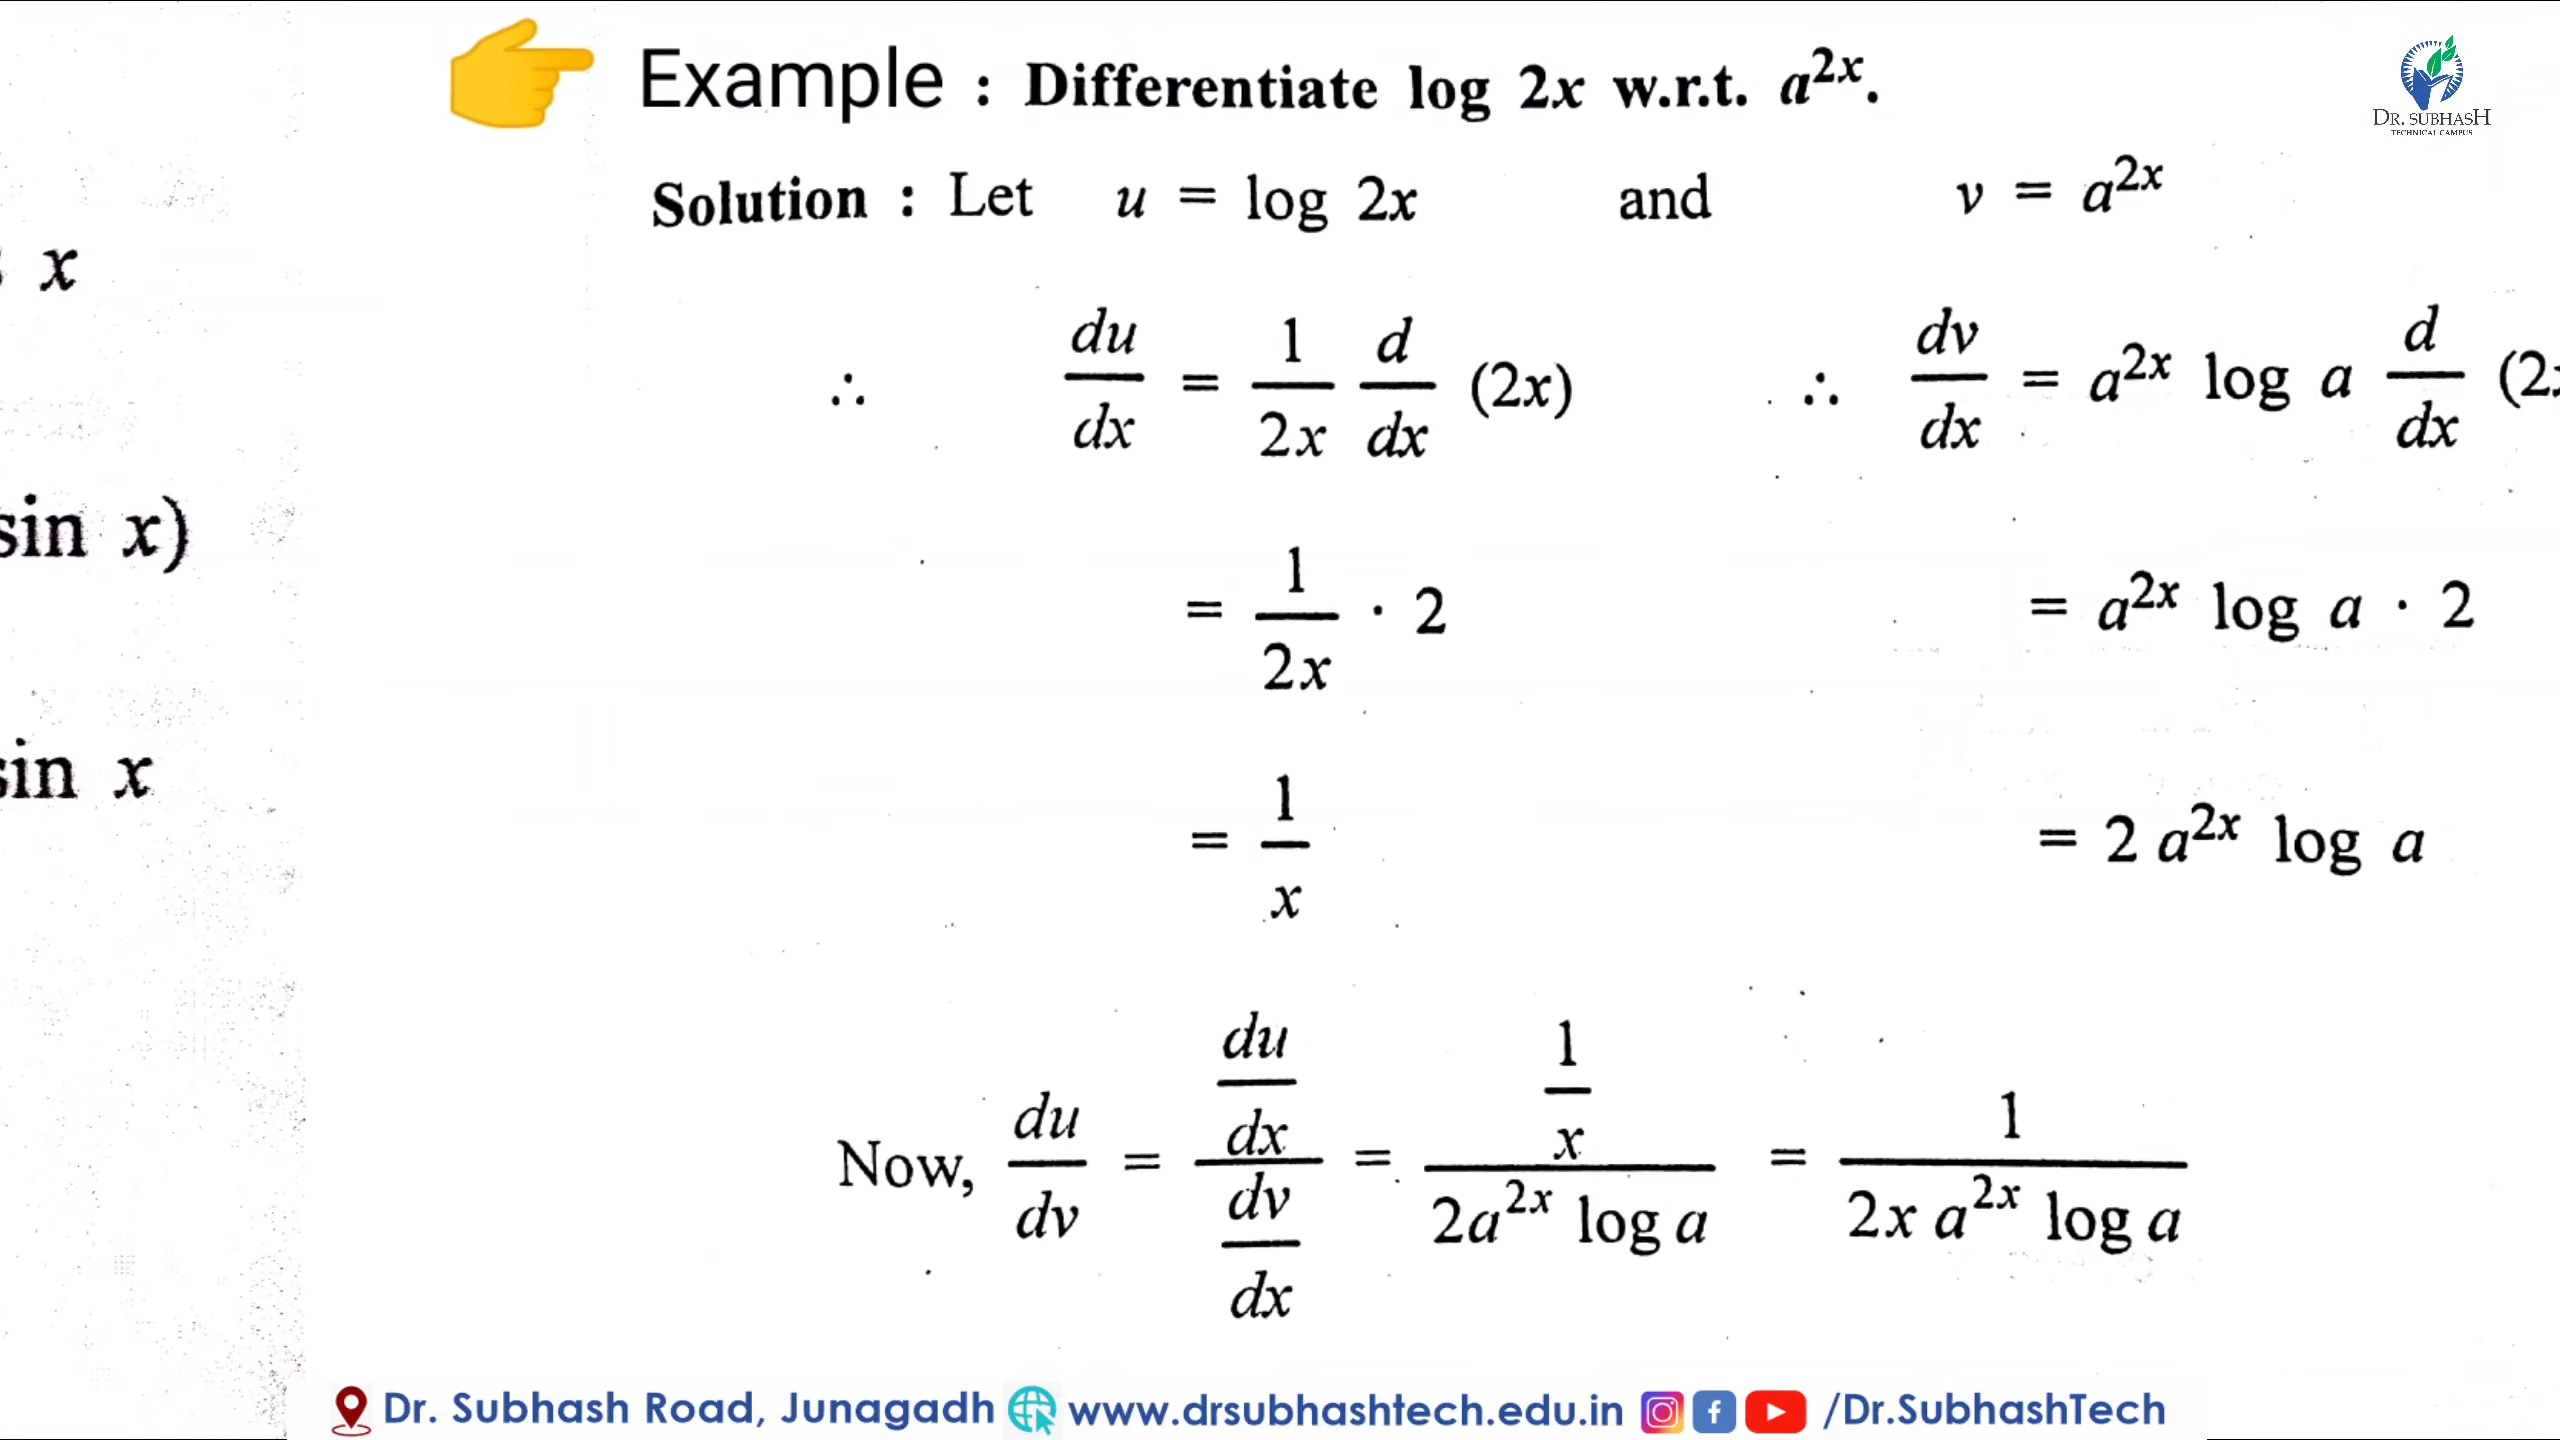 Example : Differentiate log 2x w.r.t. a^{2x}.
DR. SUBHASH
TECHNICAL CAMPUS
Solution : Let u = log 2x and v = a^{2x}
x
∴ du/dx = 1/2x d/dx (2x) ∴ dv/dx = a^{2x} log a d/dx (2
sin x)
= 1/2x · 2 = a^{2x} log a · 2
sin x
= 1/x = 2 a^{2x} log a
Now, du/dv = (du/dx)/(dv/dx) = (1/x)/(2a^{2x} log a) = 1/(2x a^{2x} log a)
Dr. Subhash Road, Junagadh www.drsubhashtech.edu.in /Dr.SubhashTech